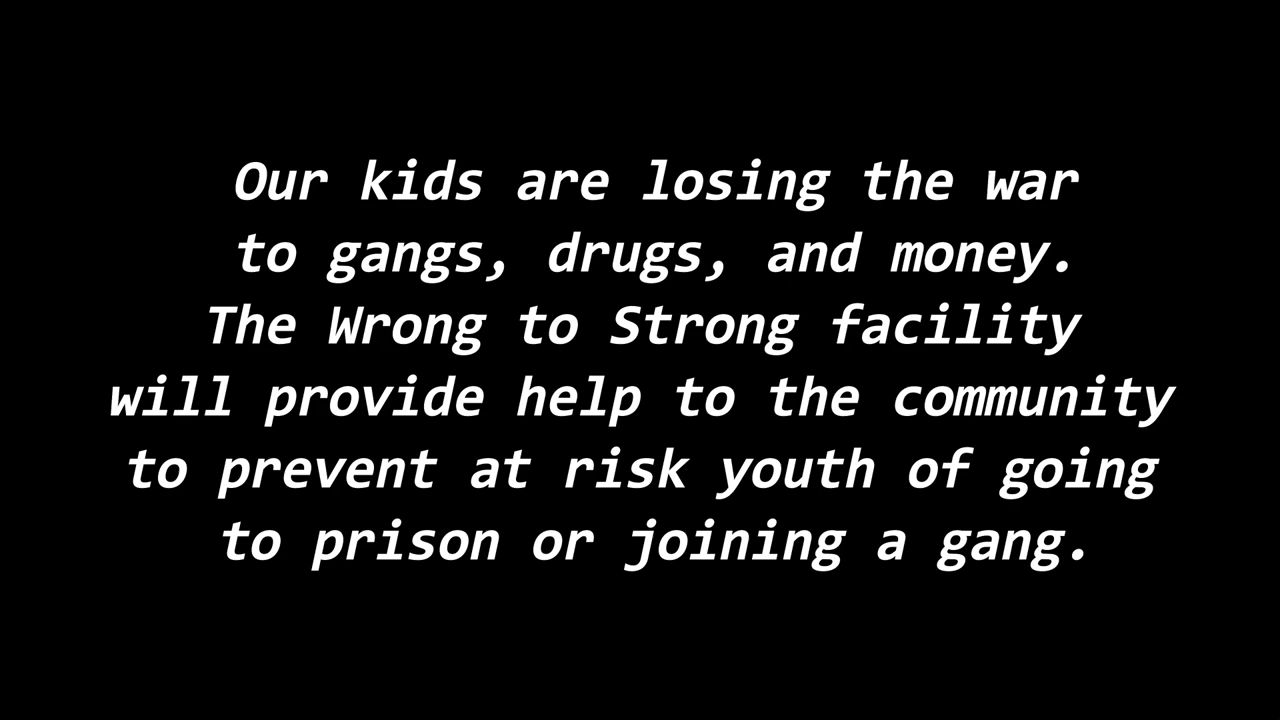 Our kids are losing the war
to gangs, drugs, and money.
The Wrong to Strong facility
will provide help to the community
to prevent at risk youth of going
to prison or joining a gang.